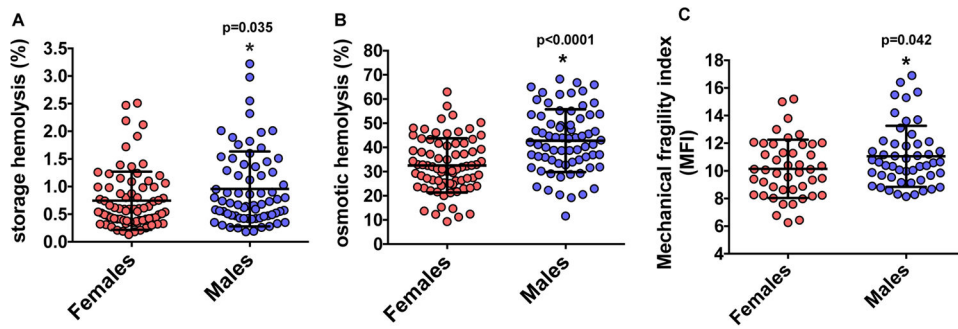 A
p=0.035
*
storage hemolysis (%)
3.5
3.0
2.5
2.0
1.5
1.0
0.5
0.0
Females
Males
B
p<0.0001
*
osmotic hemolysis (%)
80
70
60
50
40
30
20
10
0
Females
Males
C
p=0.042
*
Mechanical fragility index
(MFI)
18
16
14
12
10
8
6
4
Females
Males